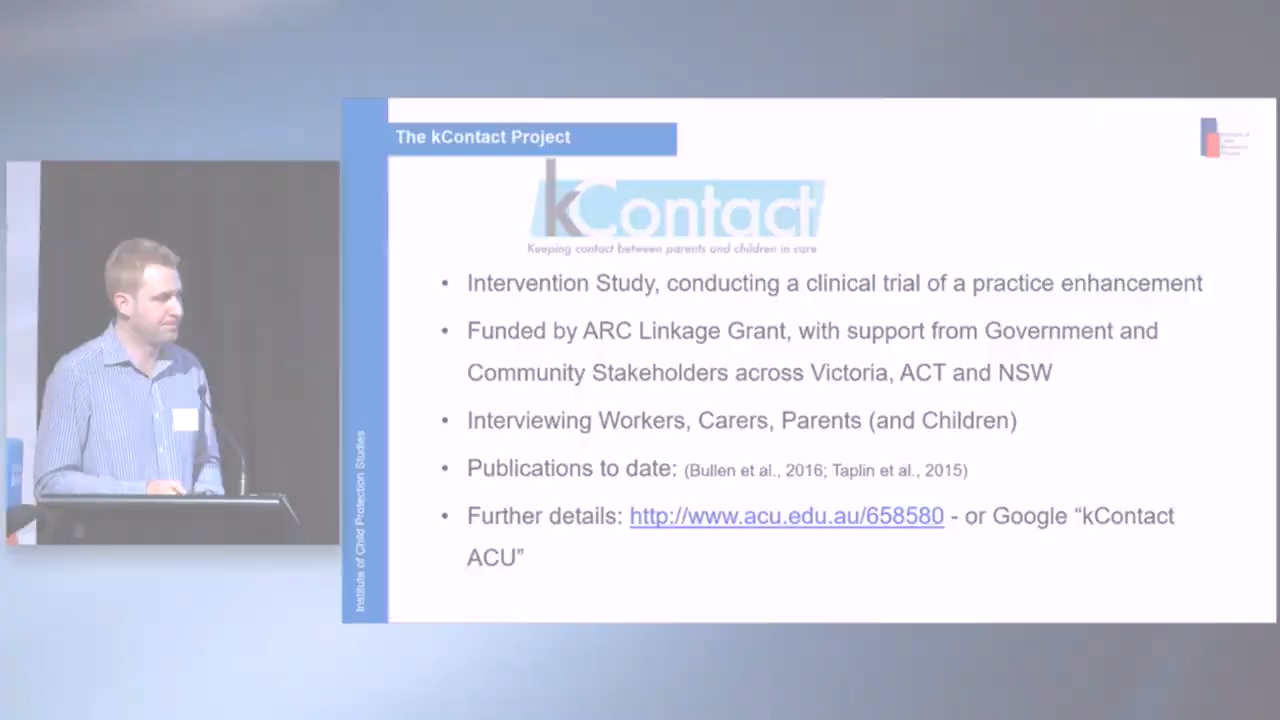 The kContact Project
kContact
Keeping contact between parents and children in care
• Intervention Study, conducting a clinical trial of a practice enhancement
• Funded by ARC Linkage Grant, with support from Government and
Community Stakeholders across Victoria, ACT and NSW
• Interviewing Workers, Carers, Parents (and Children)
• Publications to date: (Bullen et al., 2016; Taplin et al., 2015)
• Further details: http://www.acu.edu.au/658580 - or Google “kContact
ACU”
Institute of Child Protection Studies